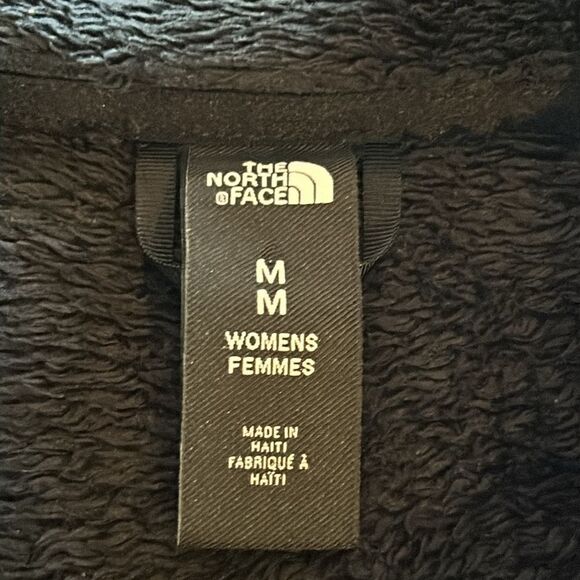 THE
NORTH
FACE
M
M
WOMENS
FEMMES
MADE IN
HAITI
FABRIQUÉ À
HAÏTI